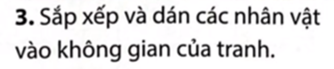 3. Sắp xếp và dán các nhân vật
vào không gian của tranh.